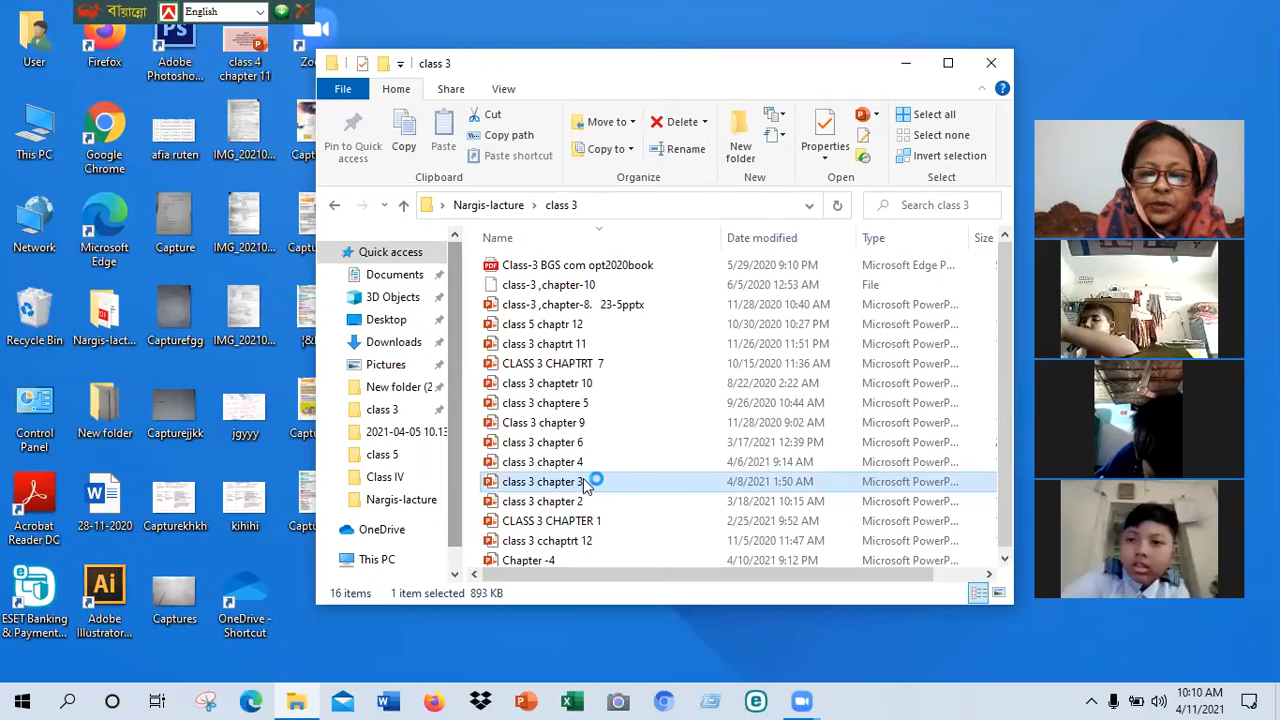 বায়ান্নো
English
User
Firefox
Adobe
Photosho...
class 4
chapter 11
Zo
This PC
Google
Chrome
afia ruten
IMG_20210
Capt
Network
Microsoft
Edge
Capture
IMG_20210...
Captu
Recycle Bin
Nargis-lact...
Capturefgg
IMG_20210...
¦&I
Control
Panel
New folder
Capturejjkk
jgyyy
Captu
Acrobat
Reader DC
28-11-2020
Capturekhkh
kihihi
Captu
ESET Banking
& Payment...
Adobe
Illustrator...
Captures
OneDrive -
Shortcut
class 3
File
Home
Share
View
Pin to Quick
access
Copy
Paste
Cut
Copy path
Paste shortcut
Clipboard
Move to
Copy to
Delete
Rename
Organize
New
folder
New
Properties
Open
Select all
Select none
Invert selection
Select
Nargis-lacture > class 3
Search class 3
Name Date modified Type Size
Quick access
Documents
3D Objects
Desktop
Downloads
Pictures
New folder (2
class 3
2021-04-05 10.13
class 5
Class IV
Nargis-lacture
OneDrive
This PC
Class-3 BGS com opt2020book 5/29/2020 9:10 PM Microsoft Edge P...
class-3 ,chapter-10 6/5/2020 12:53 AM File
class-3 ,chapter-8. 23-5pptx 11/28/2020 10:40 AM Microsoft PowerP...
class 5 chaptr 12 10/30/2020 10:27 PM Microsoft PowerP...
class 3 chaptrt 11 11/26/2020 11:51 PM Microsoft PowerP...
CLASS 3 CHAPTRT 7 10/15/2020 11:36 AM Microsoft PowerP...
class 3 chaptetr 10 8/22/2020 2:22 AM Microsoft PowerP...
class 3 chaptere 5 9/26/2020 10:44 AM Microsoft PowerP...
Class 3 chapter 9 11/28/2020 9:02 AM Microsoft PowerP...
class 3 chapter 6 3/17/2021 12:39 PM Microsoft PowerP...
class 3 chapter 4 4/6/2021 9:14 AM Microsoft PowerP...
class 3 chapter 3 4/8/2021 1:50 AM Microsoft PowerP...
class 3 chapter 2 3/18/2021 10:15 AM Microsoft PowerP...
CLASS 3 CHAPTER 1 2/25/2021 9:52 AM Microsoft PowerP...
class 3 cchaptrt 12 11/5/2020 11:47 AM Microsoft PowerP...
Chapter -4 4/10/2021 9:12 PM Microsoft PowerP...
16 items 1 item selected 893 KB
10:10 AM
4/11/2021